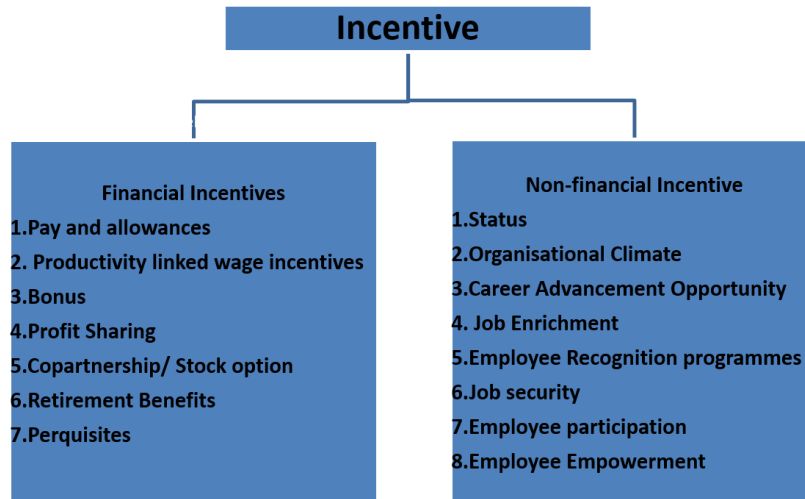 Incentive
Financial Incentives
1.Pay and allowances
2. Productivity linked wage incentives
3.Bonus
4.Profit Sharing
5.Copartnership/ Stock option
6.Retirement Benefits
7.Perquisites
Non-financial Incentive
1.Status
2.Organisational Climate
3.Career Advancement Opportunity
4. Job Enrichment
5.Employee Recognition programmes
6.Job security
7.Employee participation
8.Employee Empowerment